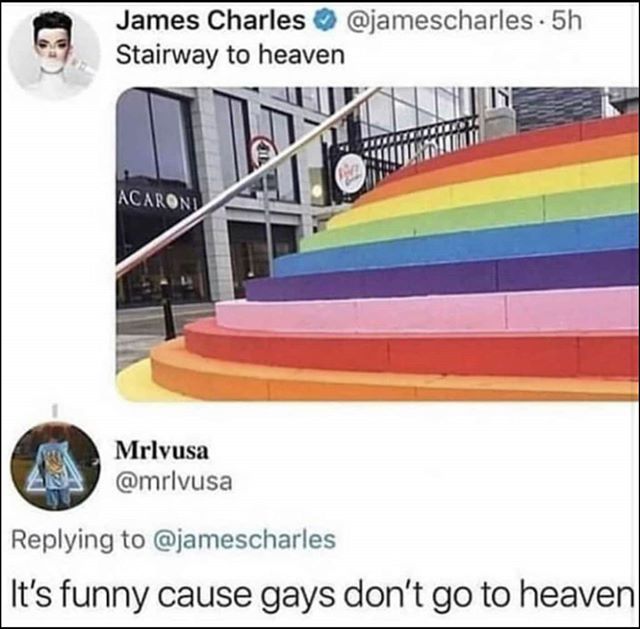 James Charles @jamescharles · 5h
Stairway to heaven
ACARONI
Mrlvusa
@mrlvusa
Replying to @jamescharles
It's funny cause gays don't go to heaven